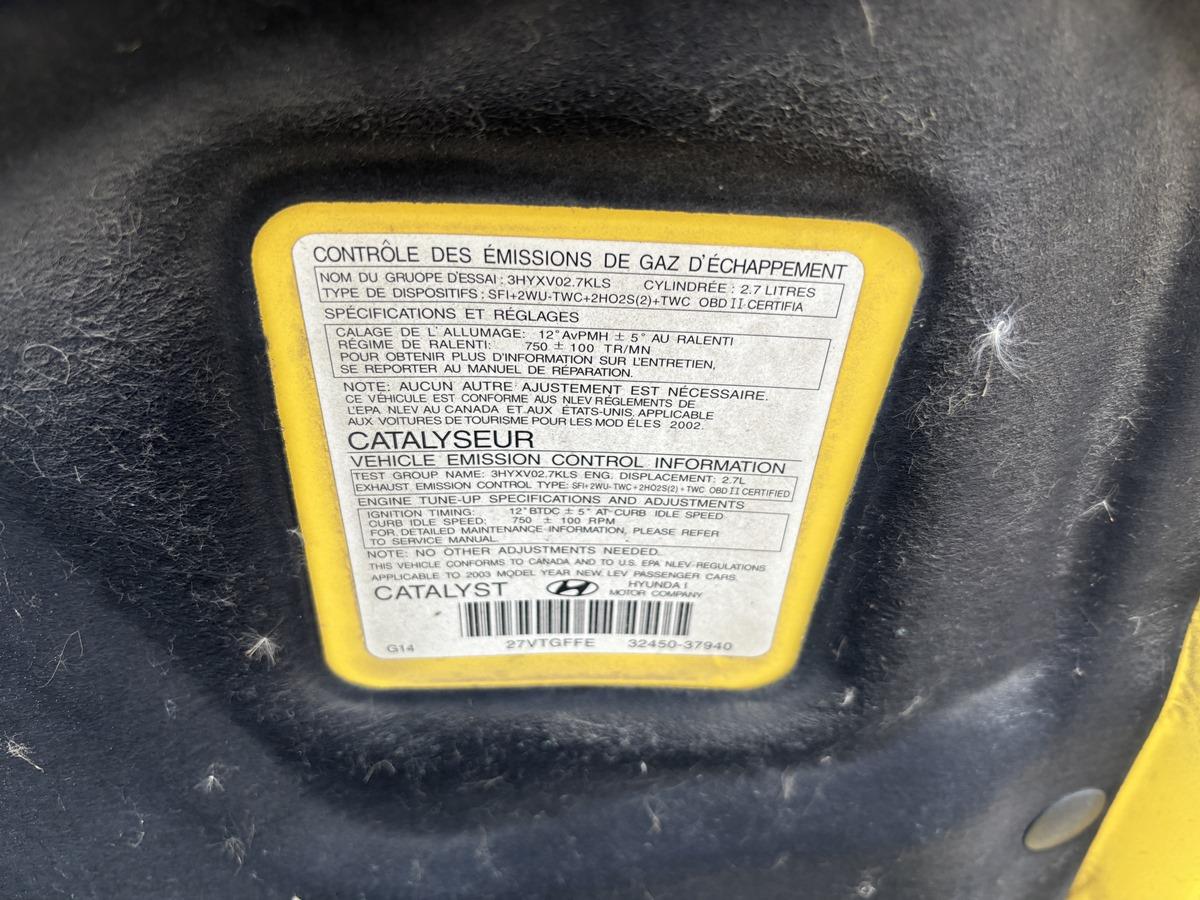 CONTRÔLE DES ÉMISSIONS DE GAZ D'ÉCHAPPEMENT
NOM DU GRUOPE D'ESSAI : 3HYXV02.7KLS CYLINDRÉE : 2.7 LITRES
TYPE DE DISPOSITIFS : SFI+2WU-TWC+2HO2S(2)+TWC OBD II CERTIFIA
SPÉCIFICATIONS ET RÉGLAGES
CALAGE DE L'ALLUMAGE: 12° AvPMH ± 5° AU RALENTI
RÉGIME DE RALENTI: 750 ± 100 TR/MN
POUR OBTENIR PLUS D'INFORMATION SUR L'ENTRETIEN,
SE REPORTER AU MANUEL DE RÉPARATION.
NOTE: AUCUN AUTRE AJUSTEMENT EST NÉCESSAIRE.
CE VÉHICULE EST CONFORME AUS NLEV RÉGLEMENTS DE
L'EPA NLEV AU CANADA ET AUX ÉTATS-UNIS. APPLICABLE
AUX VOITURES DE TOURISME POUR LES MOD ÉLES 2002.
CATALYSEUR
VEHICLE EMISSION CONTROL INFORMATION
TEST GROUP NAME: 3HYXV02.7KLS ENG. DISPLACEMENT: 2.7L
EXHAUST EMISSION CONTROL TYPE: SFI+2WU-TWC+2HO2S(2)+TWC OBD II CERTIFIED
ENGINE TUNE-UP SPECIFICATIONS AND ADJUSTMENTS
IGNITION TIMING: 12° BTDC ± 5° AT CURB IDLE SPEED
CURB IDLE SPEED: 750 ± 100 RPM
FOR DETAILED MAINTENANCE INFORMATION, PLEASE REFER
TO SERVICE MANUAL.
NOTE: NO OTHER ADJUSTMENTS NEEDED.
THIS VEHICLE CONFORMS TO CANADA AND TO U.S. EPA NLEV REGULATIONS
APPLICABLE TO 2003 MODEL YEAR NEW LEV PASSENGER CARS.
CATALYST HYUNDAI
MOTOR COMPANY
G14 27VTGFFE 32450-37940